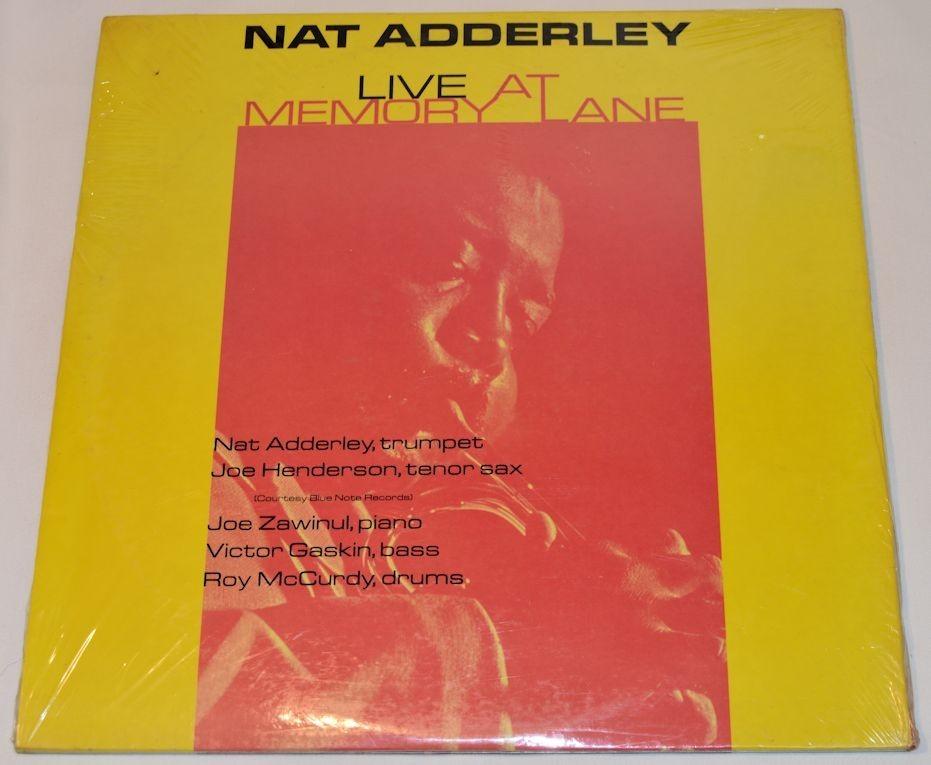 NAT ADDERLEY
LIVE AT
MEMORY LANE
Nat Adderley, trumpet
Joe Henderson, tenor sax
(Courtesy Blue Note Records)
Joe Zawinul, piano
Victor Gaskin, bass
Roy McCurdy, drums